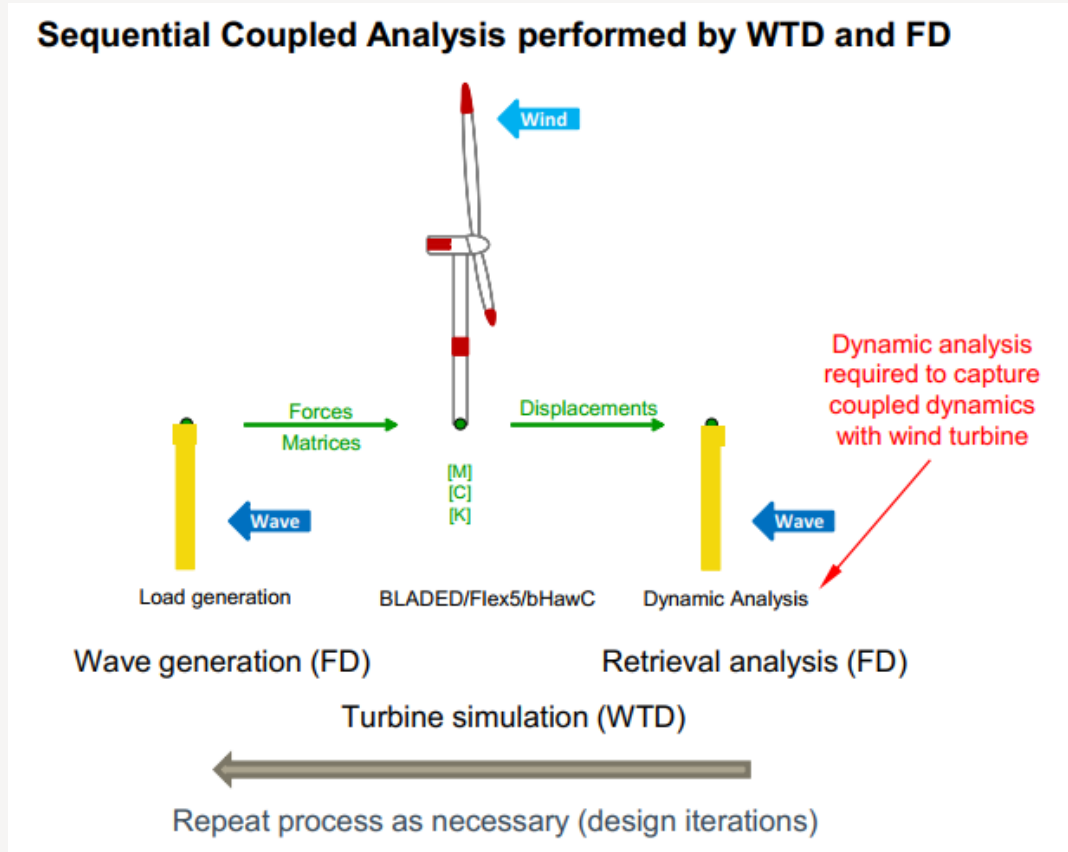 Sequential Coupled Analysis performed by WTD and FD
Wind
Dynamic analysis
required to capture
coupled dynamics
with wind turbine
Forces
Matrices
Displacements
[M]
[C]
[K]
Wave
Wave
Load generation
BLADED/Flex5/bHawC
Dynamic Analysis
Wave generation (FD)
Retrieval analysis (FD)
Turbine simulation (WTD)
Repeat process as necessary (design iterations)